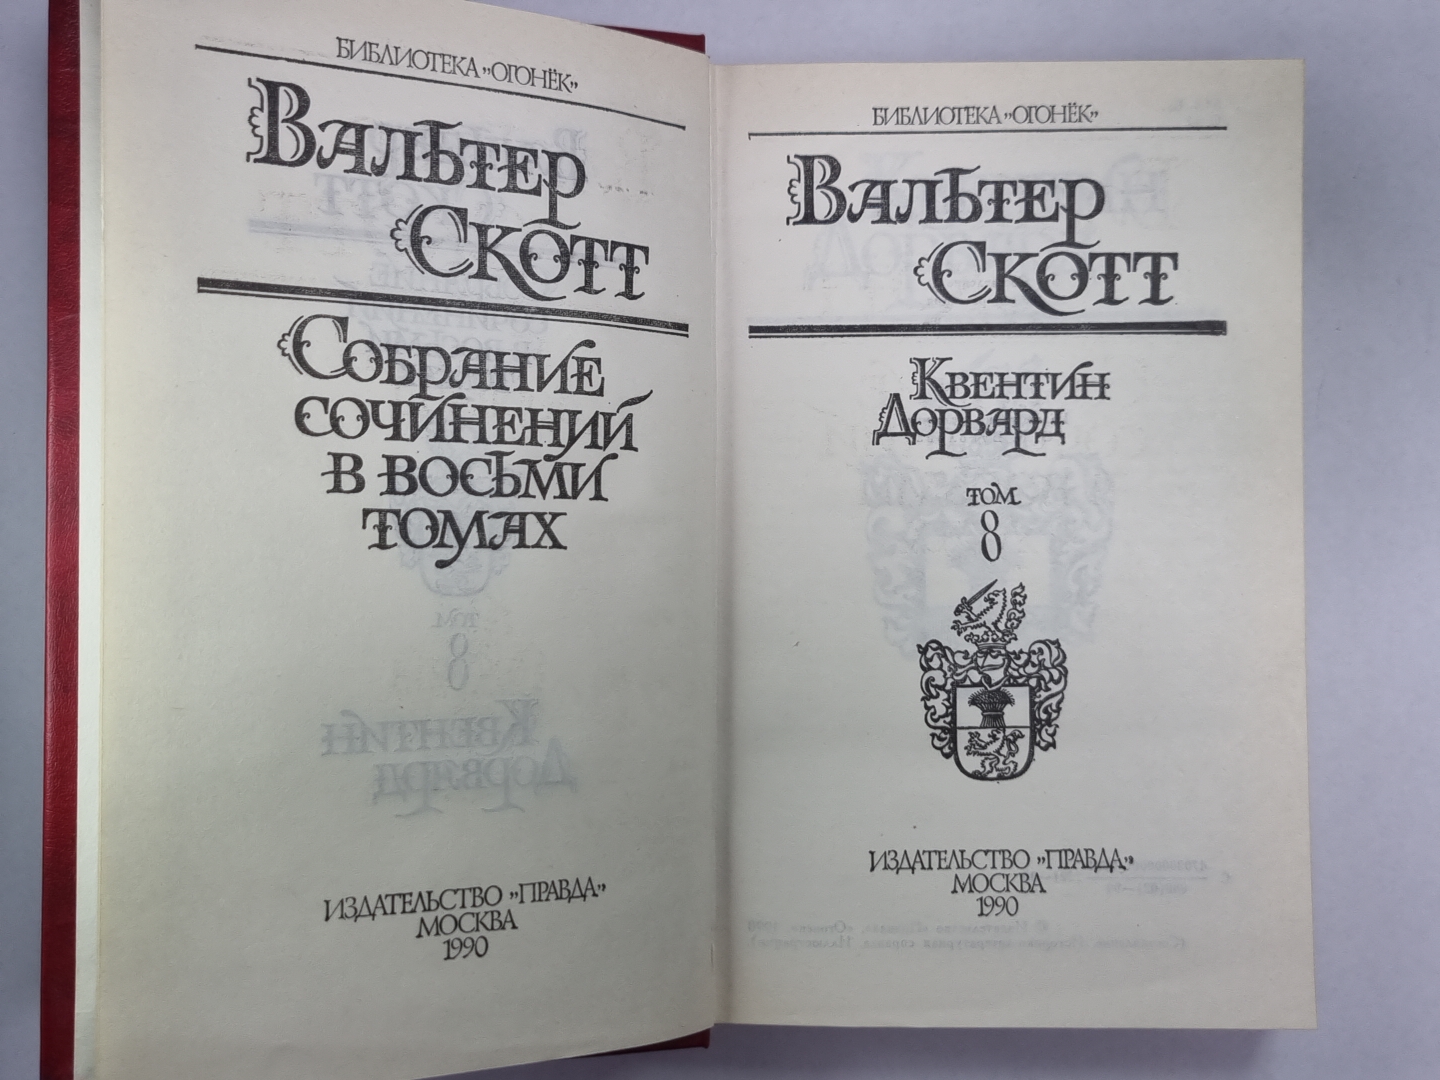 БИБЛИОТЕКА „ОГОНЁК”
ВАЛЬТЕР
СКОТТ
СОБРАНИЕ
СОЧИНЕНИЙ
В ВОСЬМИ
ТОМАХ
ИЗДАТЕЛЬСТВО „ПРАВДА”
МОСКВА
1990
БИБЛИОТЕКА „ОГОНЁК”
ВАЛЬТЕР
СКОТТ
КВЕНТИН
ДОРВАРД
ТОМ
8
ИЗДАТЕЛЬСТВО „ПРАВДА”
МОСКВА
1990